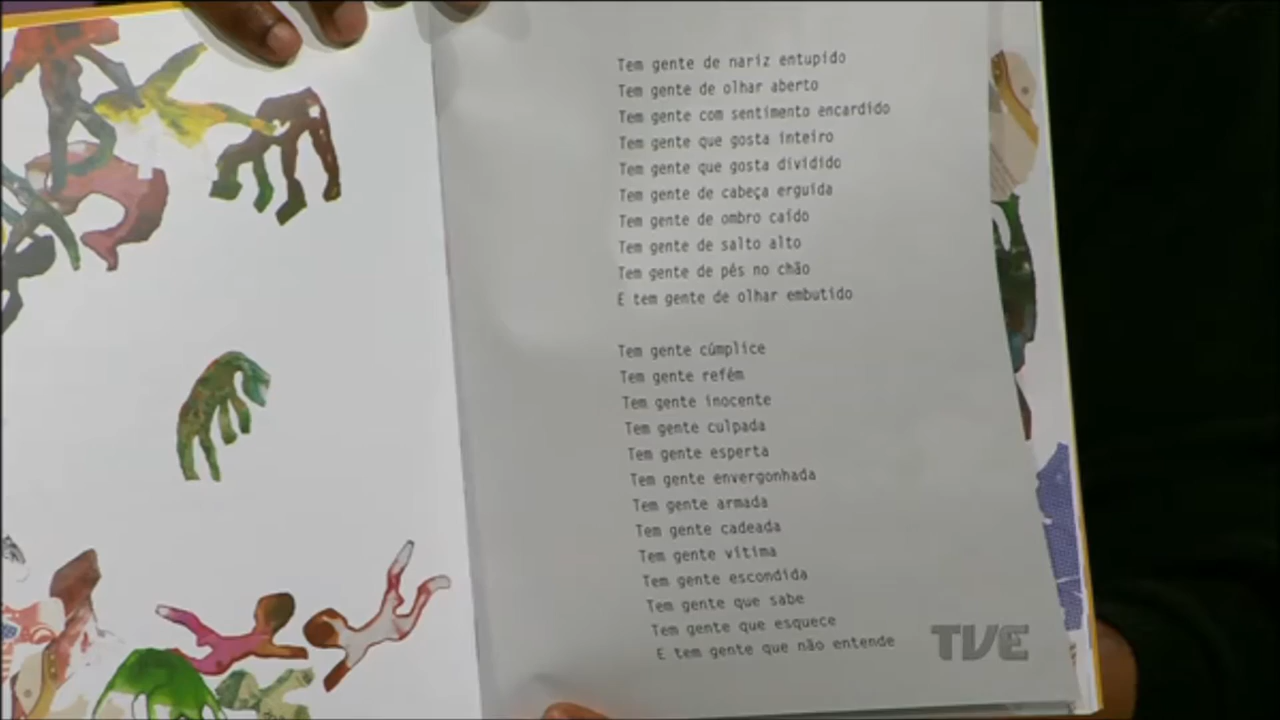 Tem gente de nariz entupido
Tem gente de olhar aberto
Tem gente com sentimento encardido
Tem gente que gosta inteiro
Tem gente que gosta dividido
Tem gente de cabeça erguida
Tem gente de ombro caído
Tem gente de salto alto
Tem gente de pés no chão
E tem gente de olhar embutido
Tem gente cúmplice
Tem gente refém
Tem gente inocente
Tem gente culpada
Tem gente esperta
Tem gente envergonhada
Tem gente armada
Tem gente cadeada
Tem gente vítima
Tem gente escondida
Tem gente que sabe
Tem gente que esquece
E tem gente que não entende
TVE